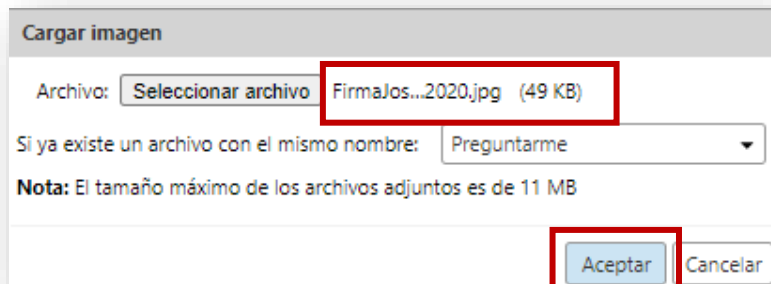 Cargar imagen
Archivo: Seleccionar archivo FirmaJos...2020.jpg (49 KB)
Si ya existe un archivo con el mismo nombre: Preguntarme
Nota: El tamaño máximo de los archivos adjuntos es de 11 MB
Aceptar Cancelar